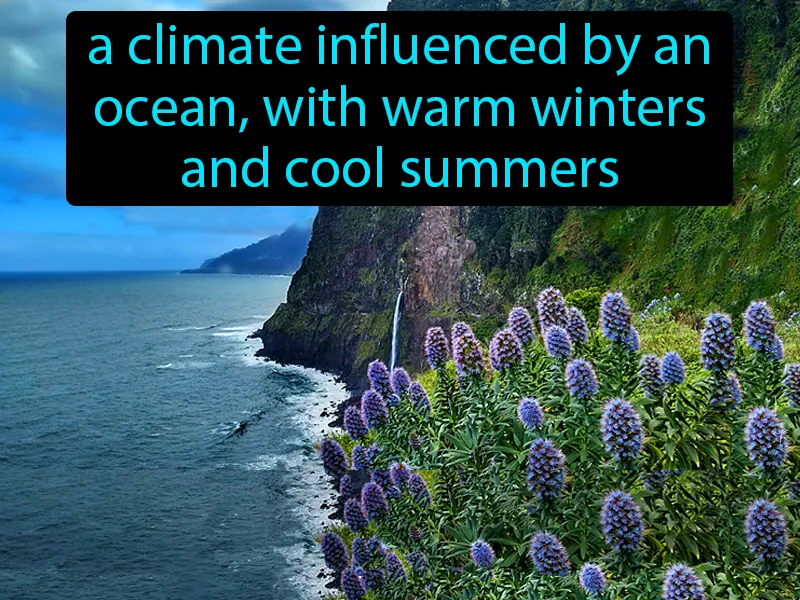 a climate influenced by an
ocean, with warm winters
and cool summers